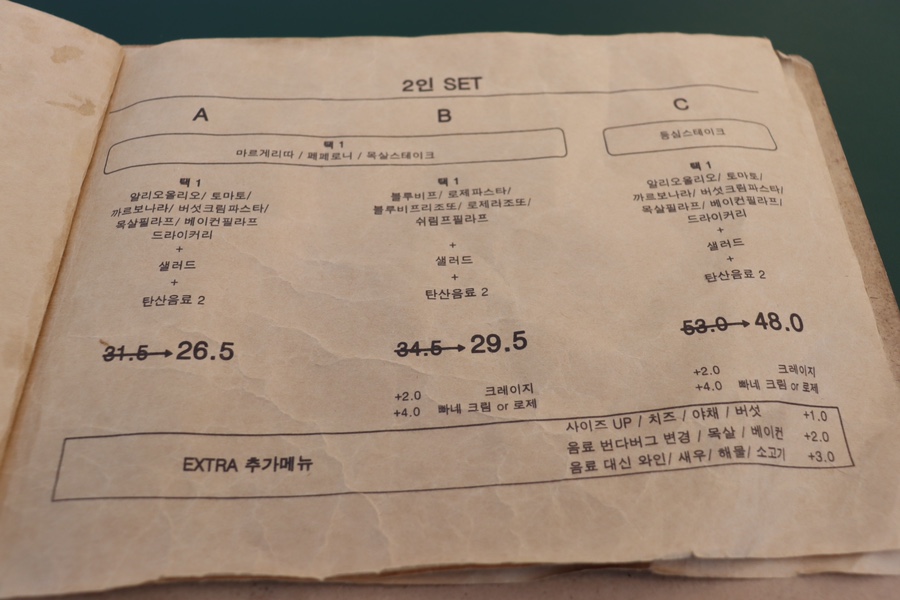 2인 SET
A
B
C
택 1
마르게리따 / 페페로니 / 목살스테이크
등심스테이크
택 1
알리오올리오/ 토마토/
까르보나라/ 버섯크림파스타/
목살필라프/ 베이컨필라프
드라이커리
+
샐러드
+
탄산음료 2
31.5→26.5
택 1
볼루비프/ 로제파스타/
볼루비프리조또/ 로제리조또/
쉬림프필라프
+
샐러드
+
탄산음료 2
34.5→29.5
+2.0 크레이지
+4.0 빠네 크림 or 로제
택 1
알리오올리오/ 토마토/
까르보나라/ 버섯크림파스타/
목살필라프/ 베이컨필라프/
드라이커리
+
샐러드
+
탄산음료 2
53.0→48.0
+2.0 크레이지
+4.0 빠네 크림 or 로제
EXTRA 추가메뉴
사이즈 UP / 치즈 / 야채 / 버섯 +1.0
음료 번다버그 변경 / 목살 / 베이컨 +2.0
음료 대신 와인/ 새우/ 해물/ 소고기 +3.0